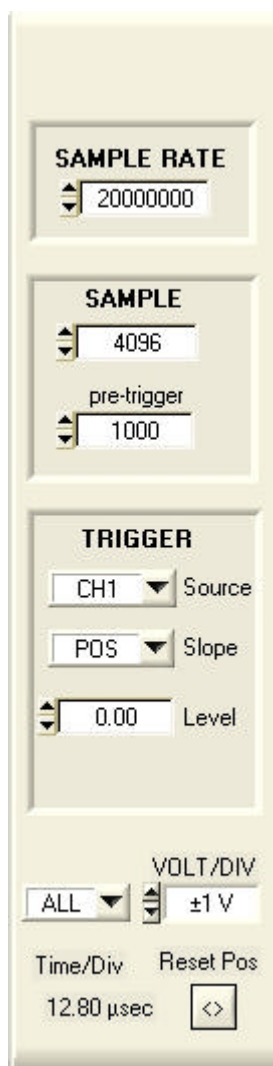 SAMPLE RATE
20000000
SAMPLE
4096
pre-trigger
1000
TRIGGER
CH1 Source
POS Slope
0.00 Level
VOLT/DIV
ALL ±1 V
Time/Div Reset Pos
12.80 µsec <>